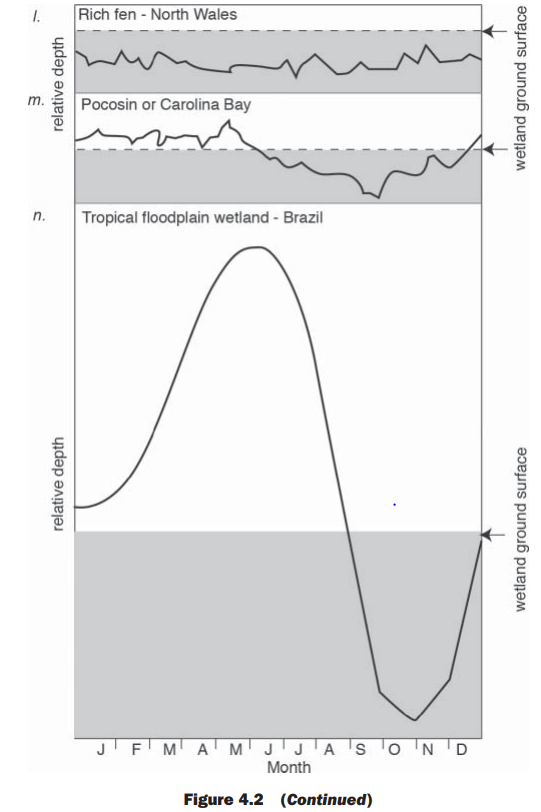 l.
Rich fen - North Wales
relative depth
wetland ground surface
m.
Pocosin or Carolina Bay
n.
Tropical floodplain wetland - Brazil
relative depth
wetland ground surface
J F M A M J J A S O N D
Month
Figure 4.2 (Continued)